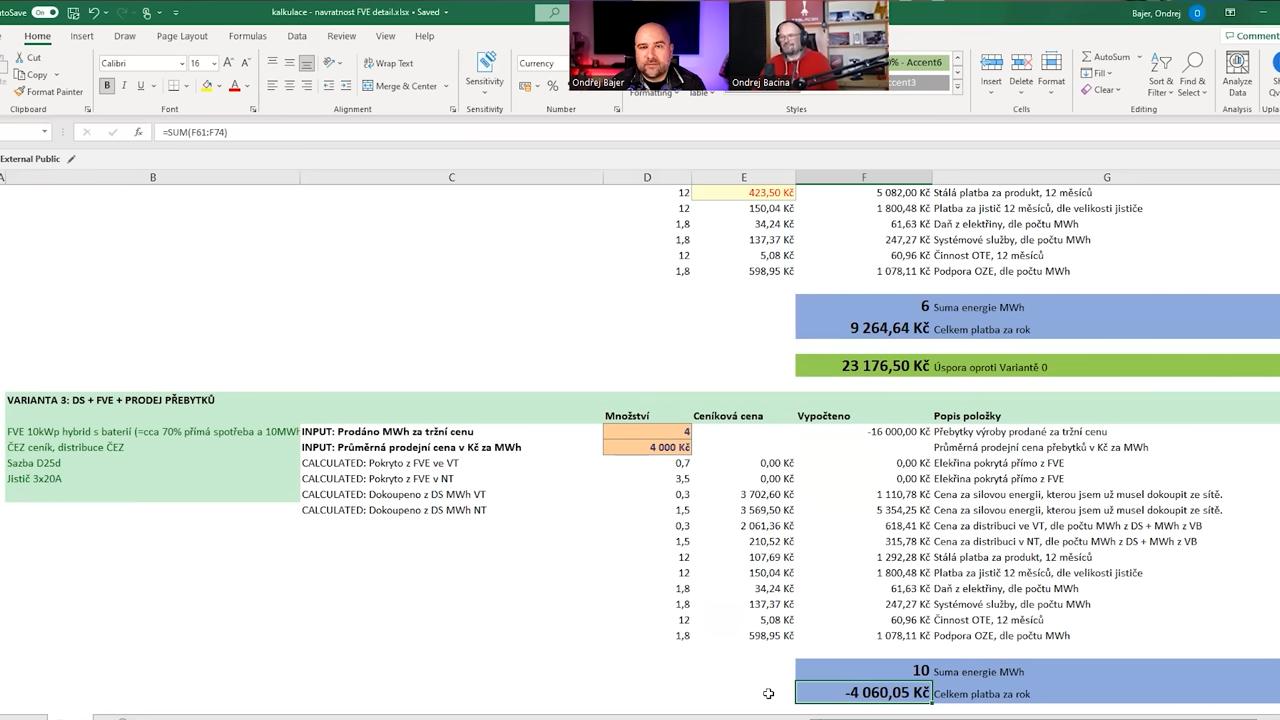 AutoSave On kalkulace - navratnost FVE detail.xlsx • Saved Bajer, Ondrej O
Home Insert Draw Page Layout Formulas Data Review View Help Comment
Cut
Copy
Format Painter
Calibri 16
B I U
Wrap Text
Merge & Center
Sensitivity
Currency
%
- Accent6
Accent3
Insert Delete Format
AutoSum
Fill
Clear
Sort & Filter
Find & Select
Analyze Data
Ondrej Bajer Ondrej Bacina
Clipboard Font Alignment Sensitivity Number Styles Cells Editing Analysis
=SUM(F61:F74)
External Public
A B C D E F G
12 423,50 Kč 5 082,00 Kč Stálá platba za produkt, 12 měsíců
12 150,04 Kč 1 800,48 Kč Platba za jistič 12 měsíců, dle velikosti jističe
1,8 34,24 Kč 61,63 Kč Daň z elektřiny, dle počtu MWh
1,8 137,37 Kč 247,27 Kč Systémové služby, dle počtu MWh
12 5,08 Kč 60,96 Kč Činnost OTE, 12 měsíců
1,8 598,95 Kč 1 078,11 Kč Podpora OZE, dle počtu MWh
6 Suma energie MWh
9 264,64 Kč Celkem platba za rok
23 176,50 Kč Úspora oproti Variantě 0
VARIANTA 3: DS + FVE + PRODEJ PŘEBYTKŮ
Množství Ceníková cena Vypočteno Popis položky
FVE 10kWp hybrid s baterií (=cca 70% přímá spotřeba a 10MWh INPUT: Prodáno MWh za tržní cenu 4 -16 000,00 Kč Přebytky výroby prodané za tržní cenu
ČEZ ceník, distribuce ČEZ INPUT: Průměrná prodejní cena v Kč za MWh 4 000 Kč Průměrná prodejní cena přebytků v Kč za MWh
Sazba D25d CALCULATED: Pokryto z FVE ve VT 0,7 0,00 Kč 0,00 Kč Elekřina pokrytá přímo z FVE
Jistič 3x20A CALCULATED: Pokryto z FVE v NT 3,5 0,00 Kč 0,00 Kč Elekřina pokrytá přímo z FVE
CALCULATED: Dokoupeno z DS MWh VT 0,3 3 702,60 Kč 1 110,78 Kč Cena za silovou energii, kterou jsem už musel dokoupit ze sítě.
CALCULATED: Dokoupeno z DS MWh NT 1,5 3 569,50 Kč 5 354,25 Kč Cena za silovou energii, kterou jsem už musel dokoupit ze sítě.
0,3 2 061,36 Kč 618,41 Kč Cena za distribuci ve VT, dle počtu MWh z DS + MWh z VB
1,5 210,52 Kč 315,78 Kč Cena za distribuci v NT, dle počtu MWh z DS + MWh z VB
12 107,69 Kč 1 292,28 Kč Stálá platba za produkt, 12 měsíců
12 150,04 Kč 1 800,48 Kč Platba za jistič 12 měsíců, dle velikosti jističe
1,8 34,24 Kč 61,63 Kč Daň z elektřiny, dle počtu MWh
1,8 137,37 Kč 247,27 Kč Systémové služby, dle počtu MWh
12 5,08 Kč 60,96 Kč Činnost OTE, 12 měsíců
1,8 598,95 Kč 1 078,11 Kč Podpora OZE, dle počtu MWh
10 Suma energie MWh
-4 060,05 Kč Celkem platba za rok